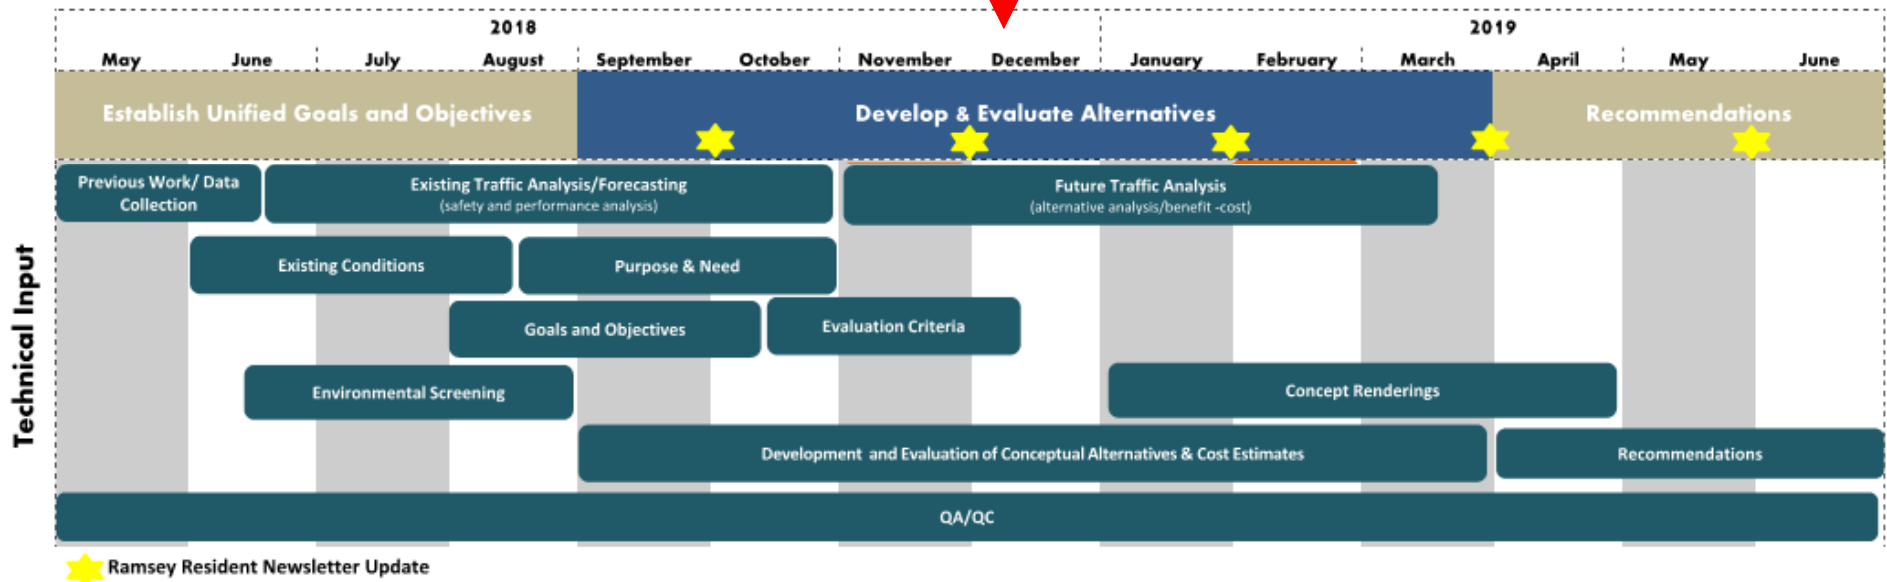 2018
2019
May June July August September October November December January February March April May June
Establish Unified Goals and Objectives
Develop & Evaluate Alternatives
Recommendations
Technical Input
Previous Work/ Data
Collection
Existing Traffic Analysis/Forecasting
(safety and performance analysis)
Future Traffic Analysis
(alternative analysis/benefit -cost)
Existing Conditions
Purpose & Need
Goals and Objectives
Evaluation Criteria
Environmental Screening
Concept Renderings
Development and Evaluation of Conceptual Alternatives & Cost Estimates
Recommendations
QA/QC
Ramsey Resident Newsletter Update